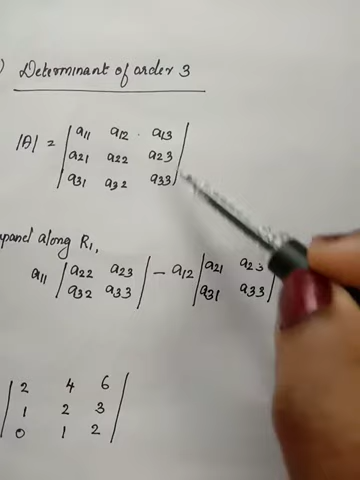 ) Determinant of order 3
|A| = | a11 a12 a13 |
| a21 a22 a23 |
| a31 a32 a33 |
along R1,
a11 | a22 a23 | - a12 | a21 a23 |
| a32 a33 | | a31 a33 |
| 2 4 6 |
| 1 2 3 |
| 0 1 2 |